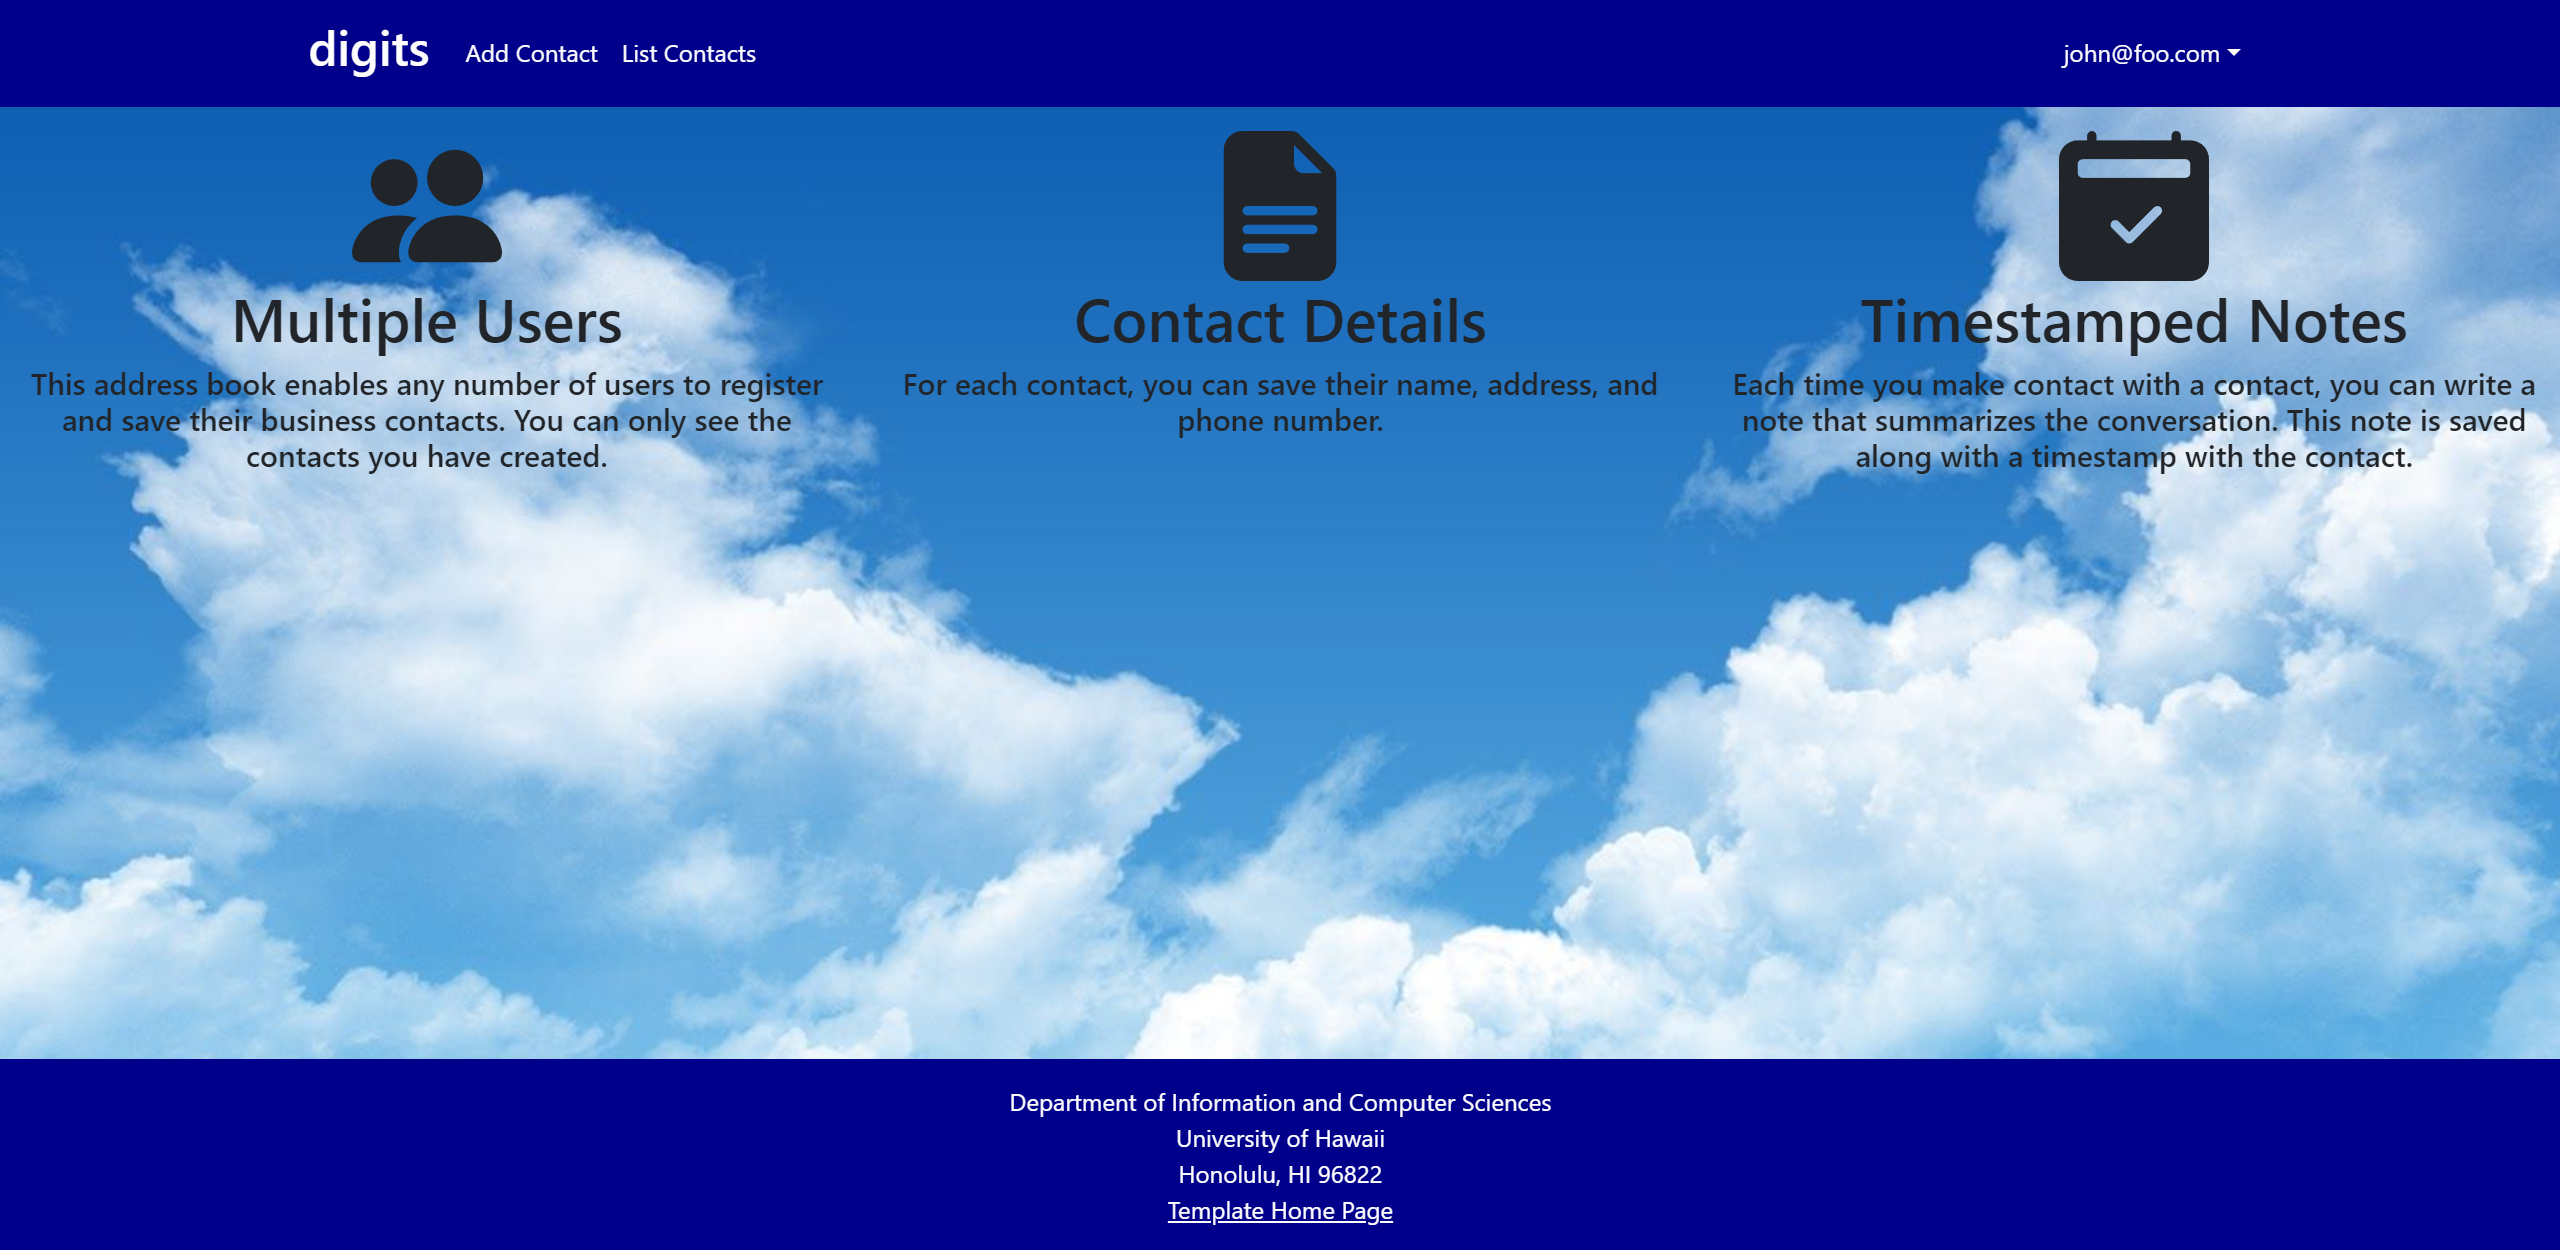 digits
Add Contact
List Contacts
john@foo.com
Multiple Users
This address book enables any number of users to register
and save their business contacts. You can only see the
contacts you have created.
Contact Details
For each contact, you can save their name, address, and
phone number.
Timestamped Notes
Each time you make contact with a contact, you can write a
note that summarizes the conversation. This note is saved
along with a timestamp with the contact.
Department of Information and Computer Sciences
University of Hawaii
Honolulu, HI 96822
Template Home Page